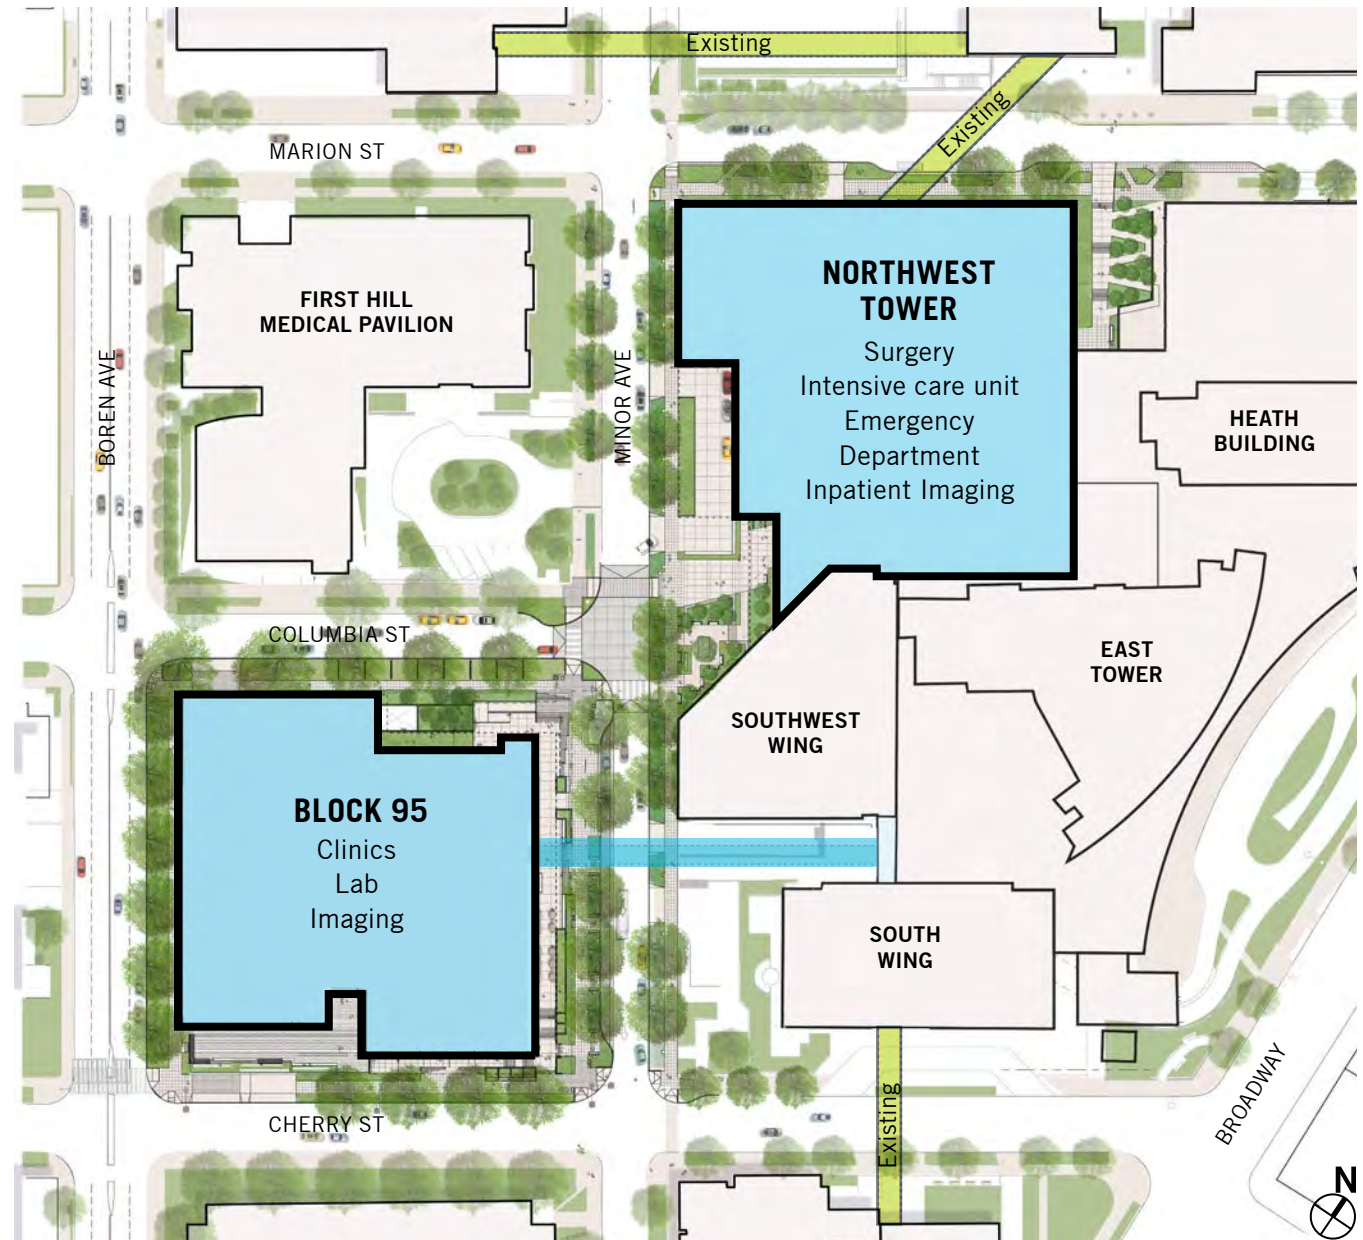 Existing
Existing
MARION ST
NORTHWEST
TOWER
Surgery
Intensive care unit
Emergency
Department
Inpatient Imaging
FIRST HILL
MEDICAL PAVILION
BOREN AVE
MINOR AVE
HEATH
BUILDING
COLUMBIA ST
EAST
TOWER
SOUTHWEST
WING
BLOCK 95
Clinics
Lab
Imaging
SOUTH
WING
CHERRY ST
Existing
BROADWAY
N